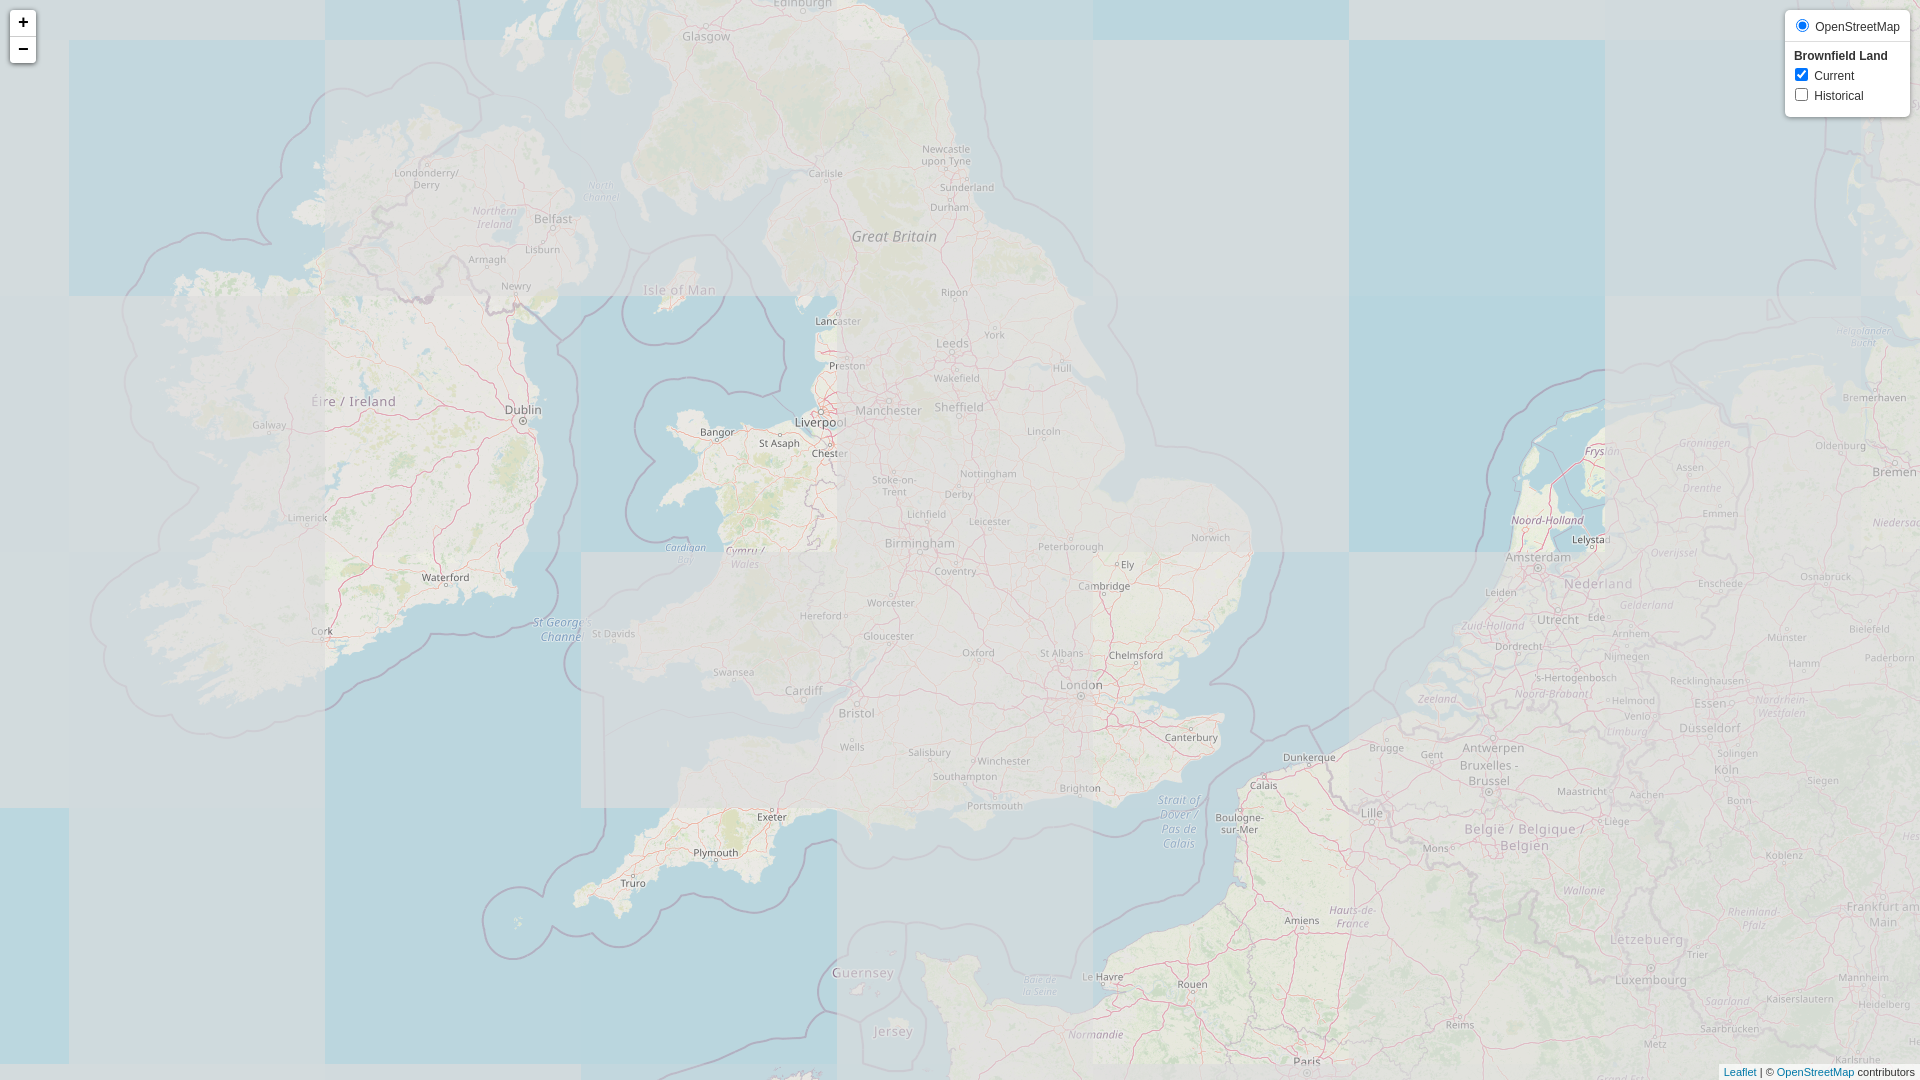 +
−
OpenStreetMap
Brownfield Land
Current
Historical
Edinburgh
Glasgow
Newcastle
upon Tyne
Londonderry/
Derry
Carlisle
North
Channel
Sunderland
Durham
Northern
Ireland
Belfast
Great Britain
Lisburn
Armagh
Newry
Isle of Man
Ripon
Lancaster
York
Leeds
Helgoländer
Bucht
Preston
Hull
Wakefield
Éire / Ireland
Dublin
Manchester
Sheffield
Bremerhaven
Galway
Liverpool
Bangor
St Asaph
Lincoln
Groningen
Oldenburg
Chester
Fryslân
Assen
Bremen
Nottingham
Stoke-on-
Trent
Derby
Drenthe
Limerick
Lichfield
Leicester
Noord-Holland
Emmen
Niedersa
Birmingham
Peterborough
Norwich
Lelystad
Cardigan
Bay
Cymru /
Wales
Amsterdam
Overijssel
Waterford
Coventry
Ely
Cambridge
Nederland
Enschede
Osnabrück
Leiden
Worcester
Hereford
Gelderland
Utrecht
Ede
St George's
Channel
Cork
St Davids
Gloucester
Zuid-Holland
Arnhem
Münster
Bielefeld
Oxford
St Albans
Chelmsford
Dordrecht
Nijmegen
Hamm
Paderborn
Swansea
Cardiff
London
's-Hertogenbosch
Recklinghausen
Zeeland
Noord-Brabant
Helmond
Essen
Nordrhein-
Westfalen
Bristol
Canterbury
Venlo
Düsseldorf
Limburg
Wells
Salisbury
Winchester
Dunkerque
Brugge
Gent
Antwerpen
Solingen
Southampton
Bruxelles -
Brussel
Köln
Siegen
Brighton
Calais
Maastricht
Aachen
Bonn
Portsmouth
Strait of
Dover /
Pas de
Calais
Exeter
Boulogne-
sur-Mer
Lille
Liège
België / Belgique /
Belgien
Mons
Plymouth
Koblenz
Truro
Wallonie
Hauts-de-
France
Rheinland-
Pfalz
Frankfurt am
Main
Amiens
Lëtzebuerg
Trier
Guernsey
Le Havre
Baie de
la Seine
Rouen
Luxembourg
Mannheim
Saarland
Kaiserslautern
Heidelberg
Jersey
Normandie
Reims
Saarbrücken
Metz
Paris
Karlsruhe
Grand Est
Leaflet | © OpenStreetMap contributors